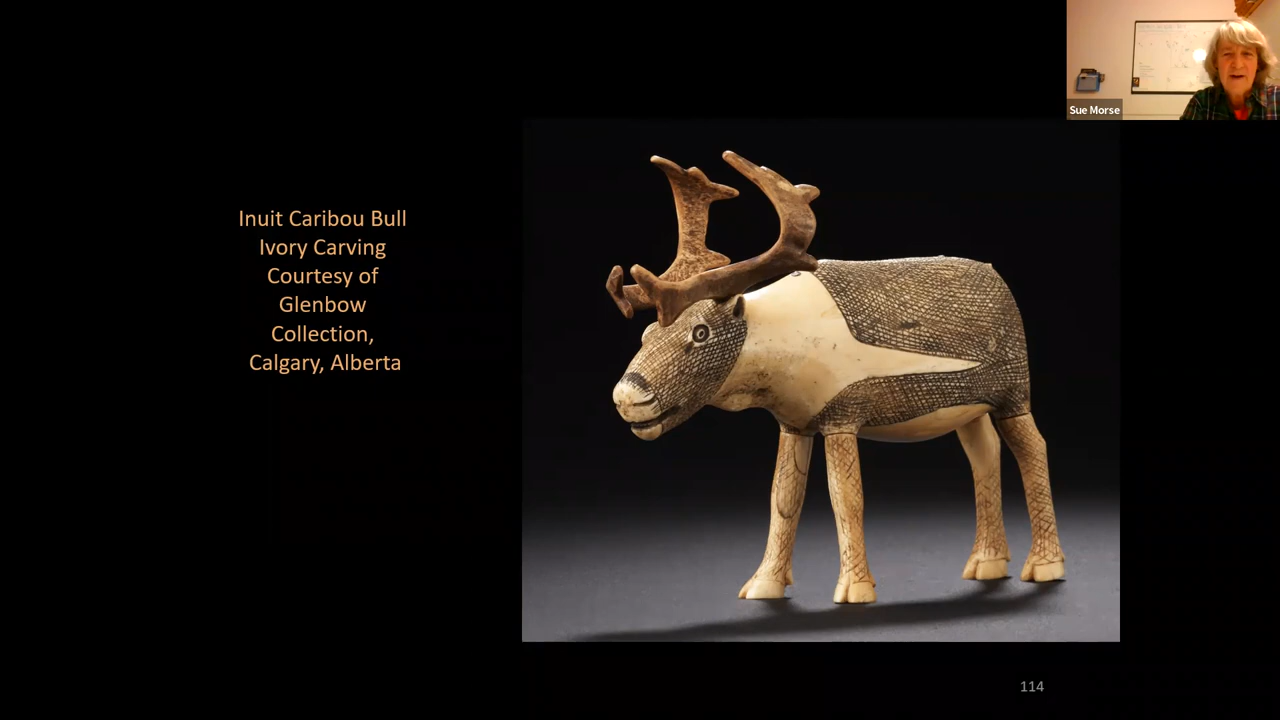 Inuit Caribou Bull
Ivory Carving
Courtesy of
Glenbow
Collection,
Calgary, Alberta
Sue Morse
114